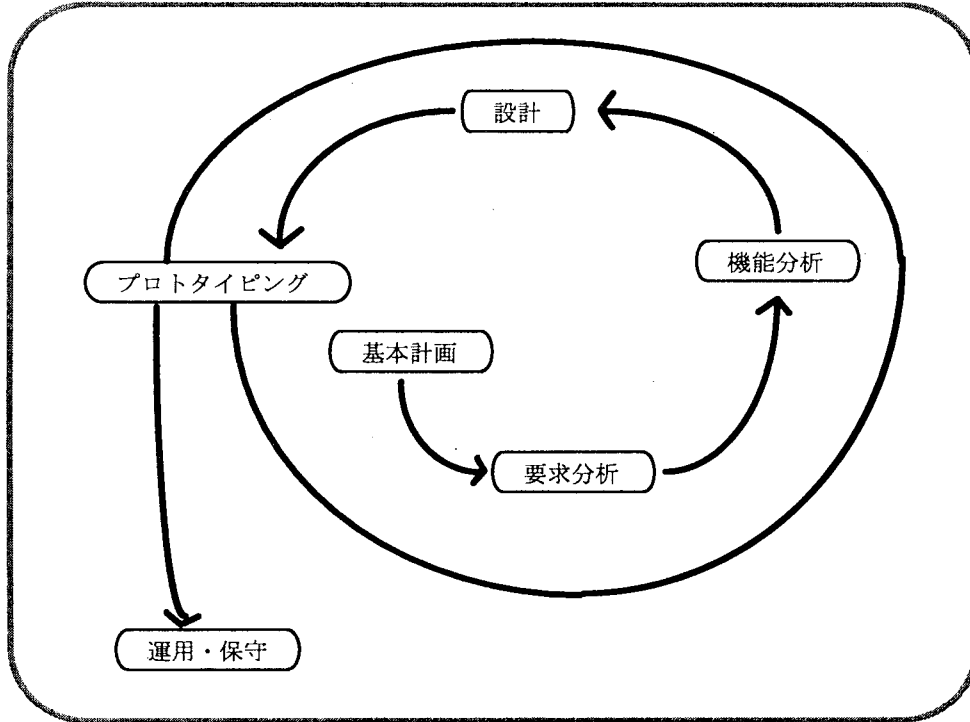 設計
機能分析
プロトタイピング
基本計画
要求分析
運用・保守